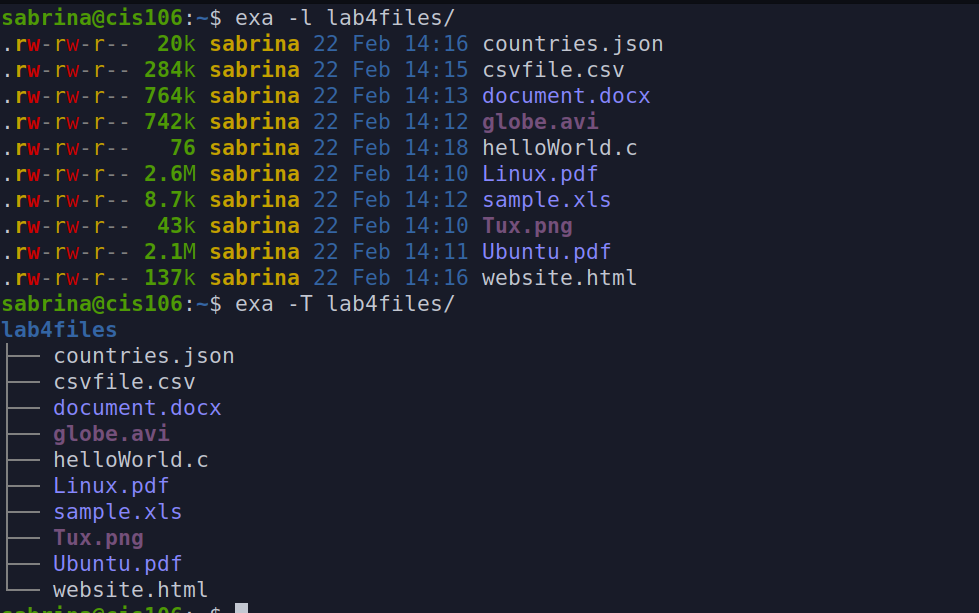 sabrina@cis106:~$ exa -l lab4files/
.rw-rw-r--  20k sabrina 22 Feb 14:16 countries.json
.rw-rw-r-- 284k sabrina 22 Feb 14:15 csvfile.csv
.rw-rw-r-- 764k sabrina 22 Feb 14:13 document.docx
.rw-rw-r-- 742k sabrina 22 Feb 14:12 globe.avi
.rw-rw-r--   76 sabrina 22 Feb 14:18 helloWorld.c
.rw-rw-r-- 2.6M sabrina 22 Feb 14:10 Linux.pdf
.rw-rw-r-- 8.7k sabrina 22 Feb 14:12 sample.xls
.rw-rw-r--  43k sabrina 22 Feb 14:10 Tux.png
.rw-rw-r-- 2.1M sabrina 22 Feb 14:11 Ubuntu.pdf
.rw-rw-r-- 137k sabrina 22 Feb 14:16 website.html
sabrina@cis106:~$ exa -T lab4files/
lab4files
├── countries.json
├── csvfile.csv
├── document.docx
├── globe.avi
├── helloWorld.c
├── Linux.pdf
├── sample.xls
├── Tux.png
├── Ubuntu.pdf
└── website.html
sabrina@cis106:~$